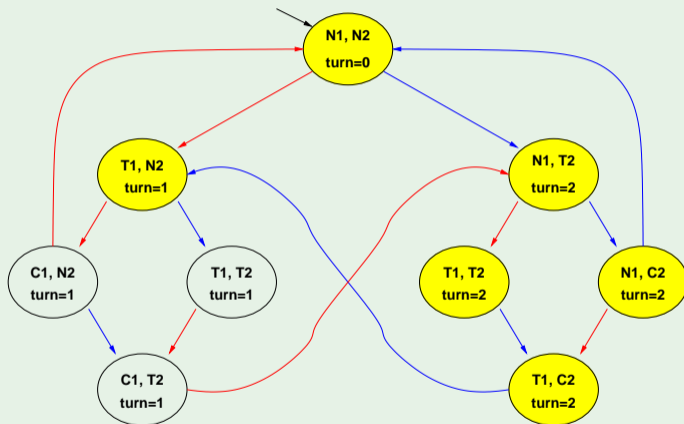 N1, N2
turn=0
T1, N2
turn=1
N1, T2
turn=2
C1, N2
turn=1
T1, T2
turn=1
T1, T2
turn=2
N1, C2
turn=2
C1, T2
turn=1
T1, C2
turn=2